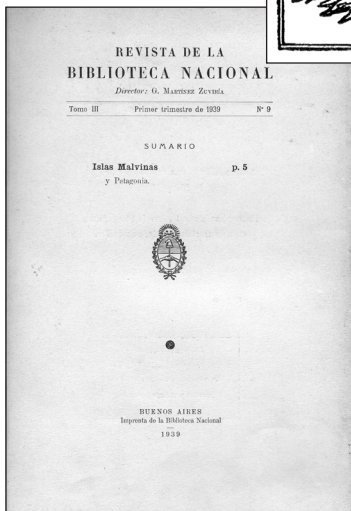 REVISTA DE LA
BIBLIOTECA NACIONAL
Director: G. Martínez Zuviría
Tomo III Primer trimestre de 1939 Nº 9
SUMARIO
Islas Malvinas p. 5
y Patagonia.
BUENOS AIRES
Imprenta de la Biblioteca Nacional
1939